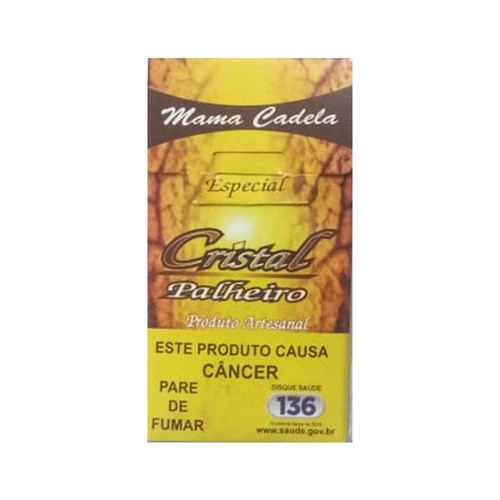 Mama Cadela
Especial
Cristal
Palheiro
Produto Artesanal
ESTE PRODUTO CAUSA
CÂNCER
PARE
DE
FUMAR
DISQUE SAÚDE
136
www.saude.gov.br